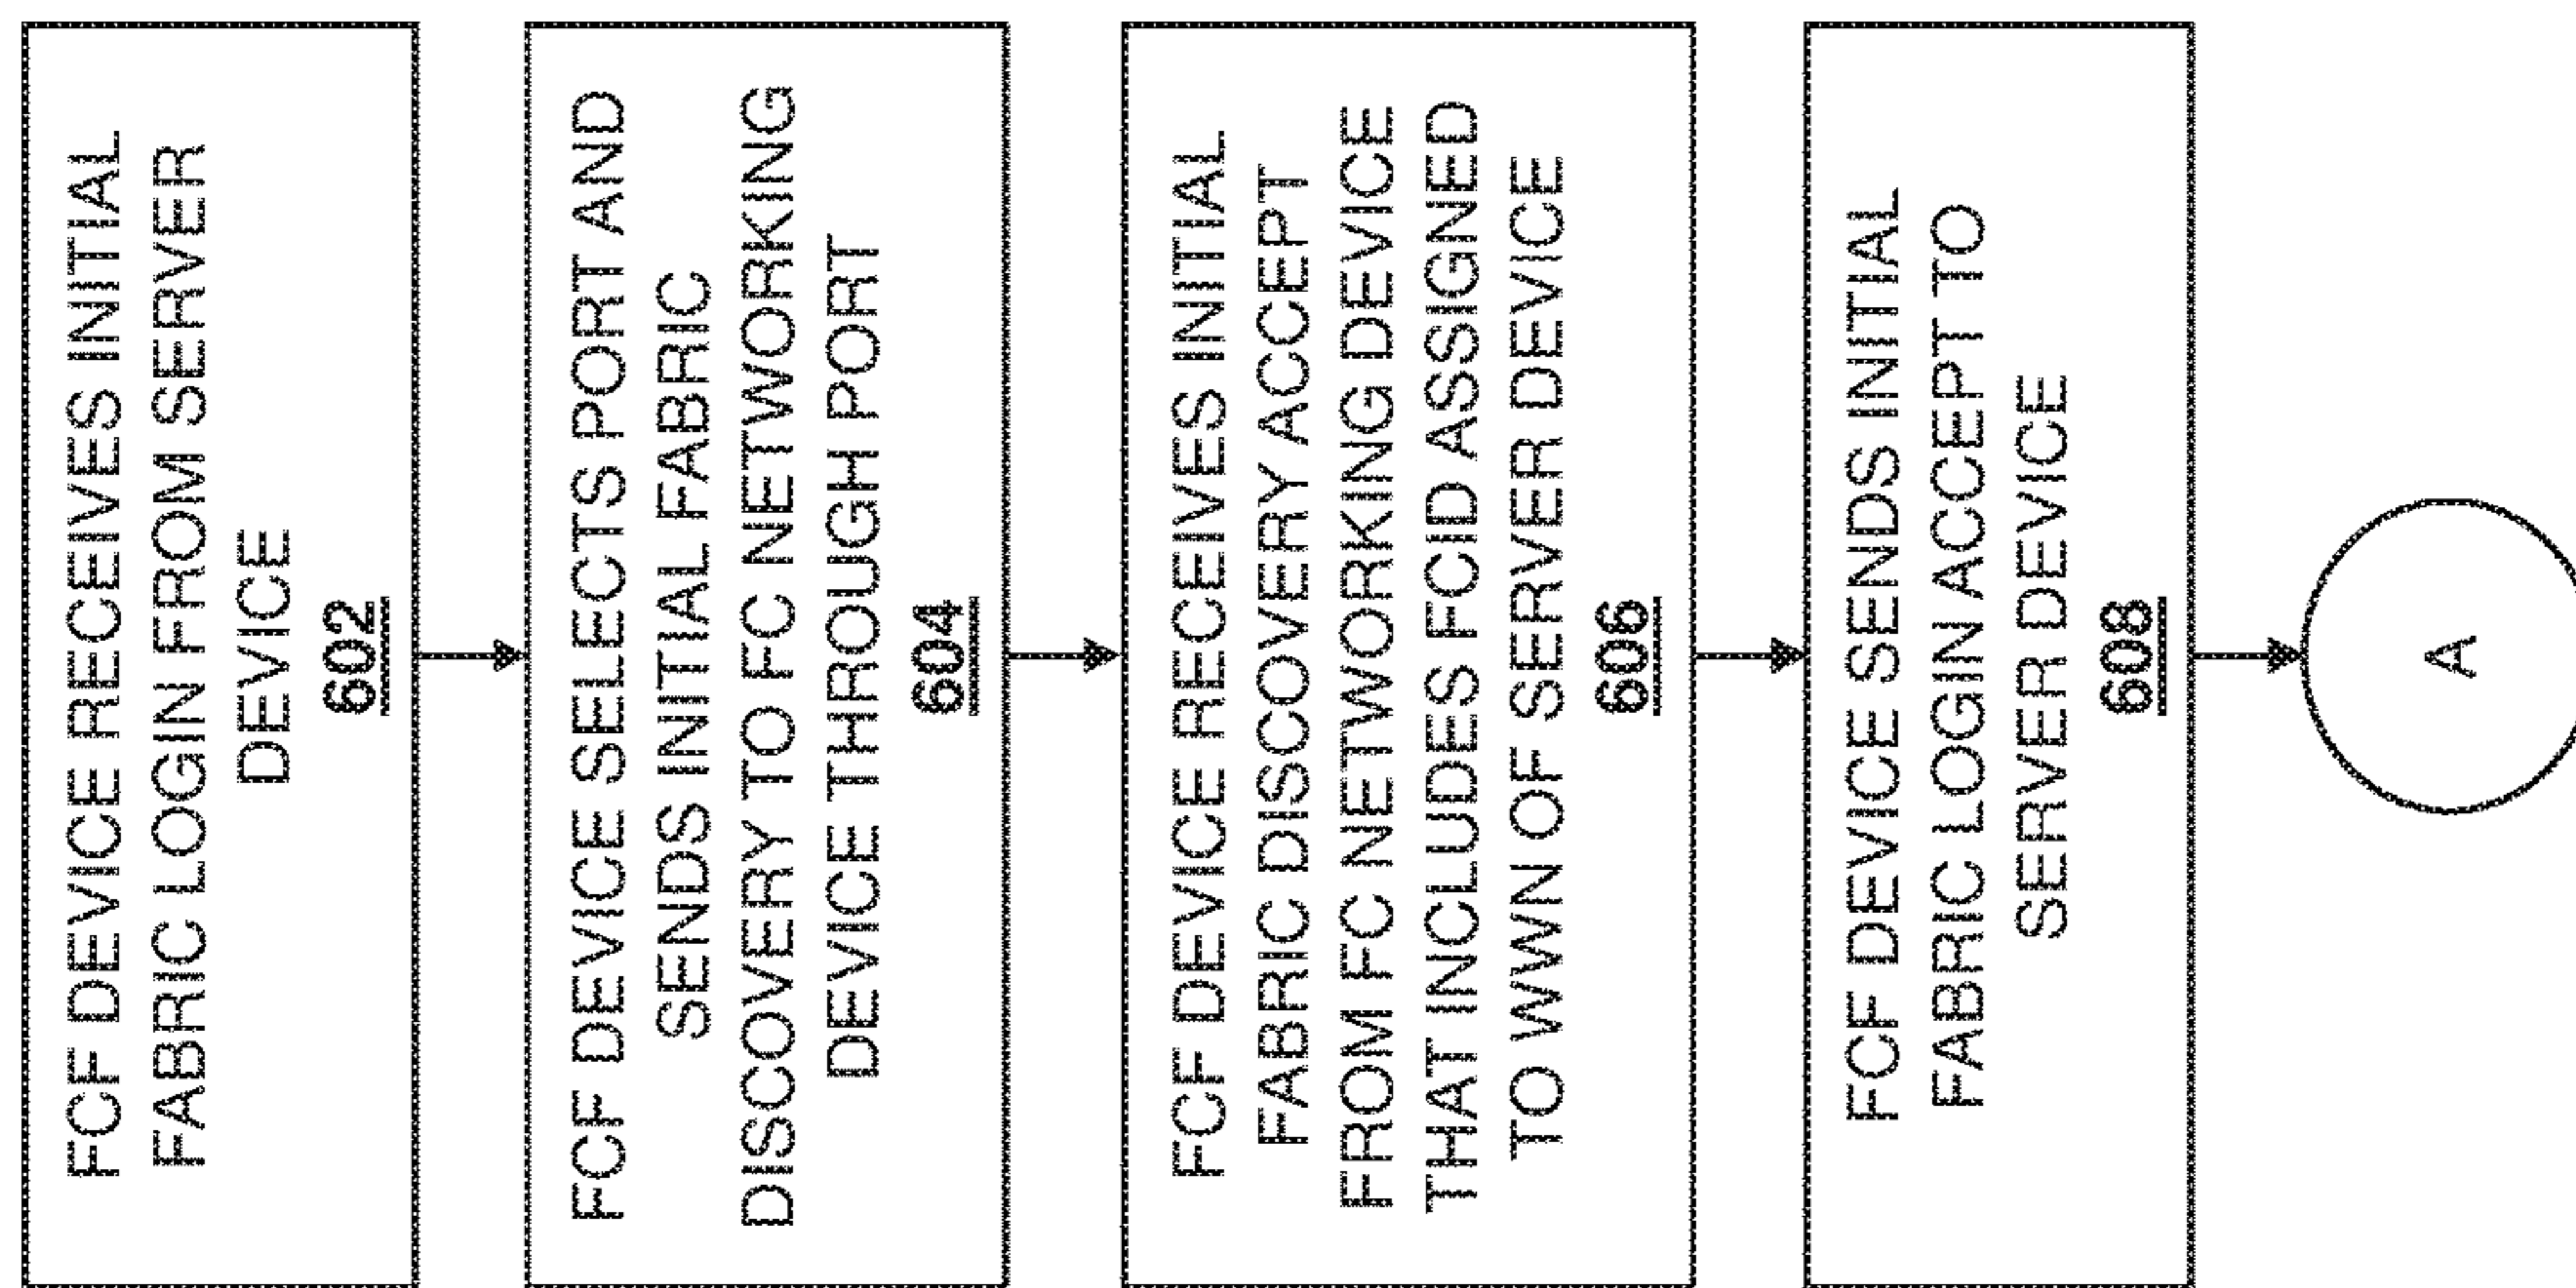 FCF DEVICE RECEIVES INITIAL
FABRIC LOGIN FROM SERVER
DEVICE
602
FCF DEVICE SELECTS PORT AND
SENDS INITIAL FABRIC
DISCOVERY TO FC NETWORKING
DEVICE THROUGH PORT
604
FCF DEVICE RECEIVES INITIAL
FABRIC DISCOVERY ACCEPT
FROM FC NETWORKING DEVICE
THAT INCLUDES FCID ASSIGNED
TO WWN OF SERVER DEVICE
606
FCF DEVICE SENDS INITIAL
FABRIC LOGIN ACCEPT TO
SERVER DEVICE
608
A